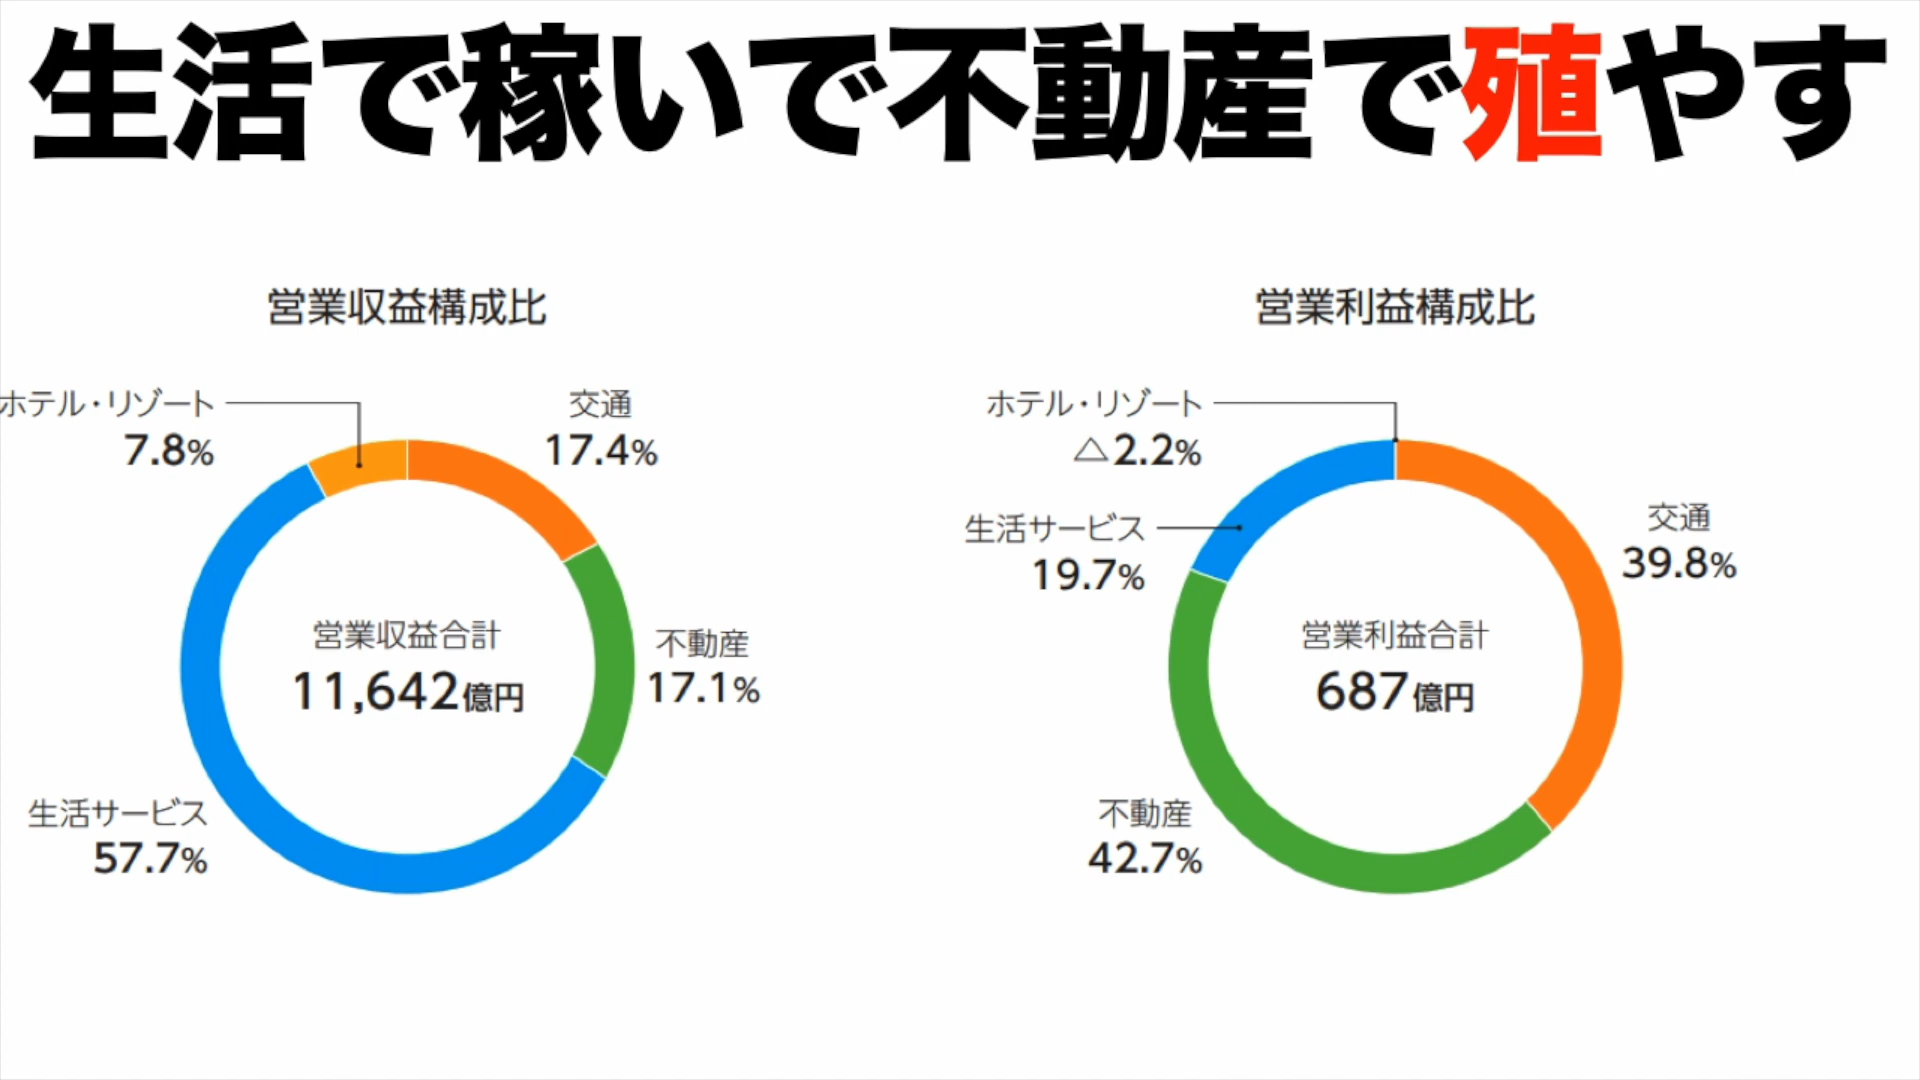 生活で稼いで不動産で殖やす
営業収益構成比
ホテル・リゾート
7.8%
交通
17.4%
不動産
17.1%
営業収益合計
11,642億円
生活サービス
57.7%
営業利益構成比
ホテル・リゾート
△2.2%
生活サービス
19.7%
交通
39.8%
営業利益合計
687億円
不動産
42.7%